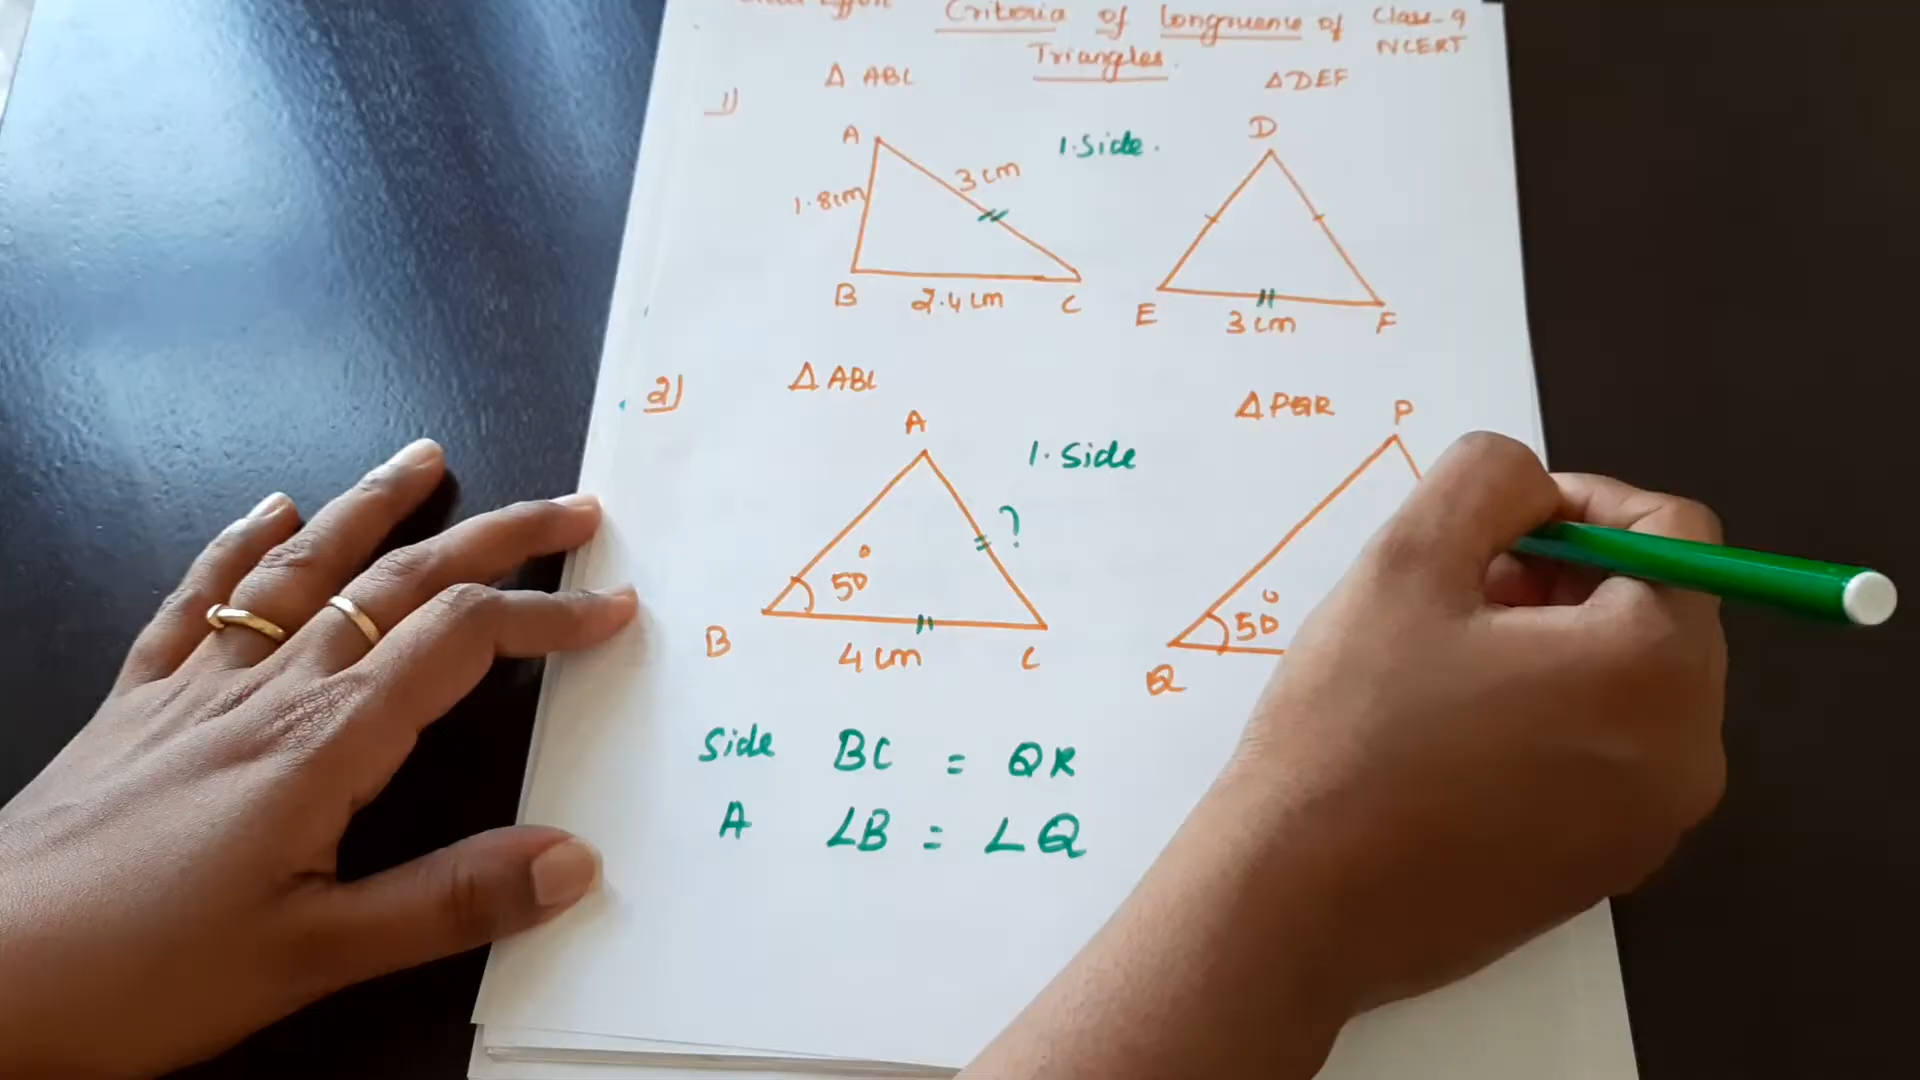 Criteria of Congruence of Class-9
Triangles. NCERT
Δ ABC Δ DEF
1)
A 1. Side. D
1.8cm 3 cm
B 2.4 cm C E 3 cm F
2) Δ ABC Δ PQR P
A 1. Side
?
50° 50°
B 4 cm C Q
Side BC = QR
A ∠B = ∠Q